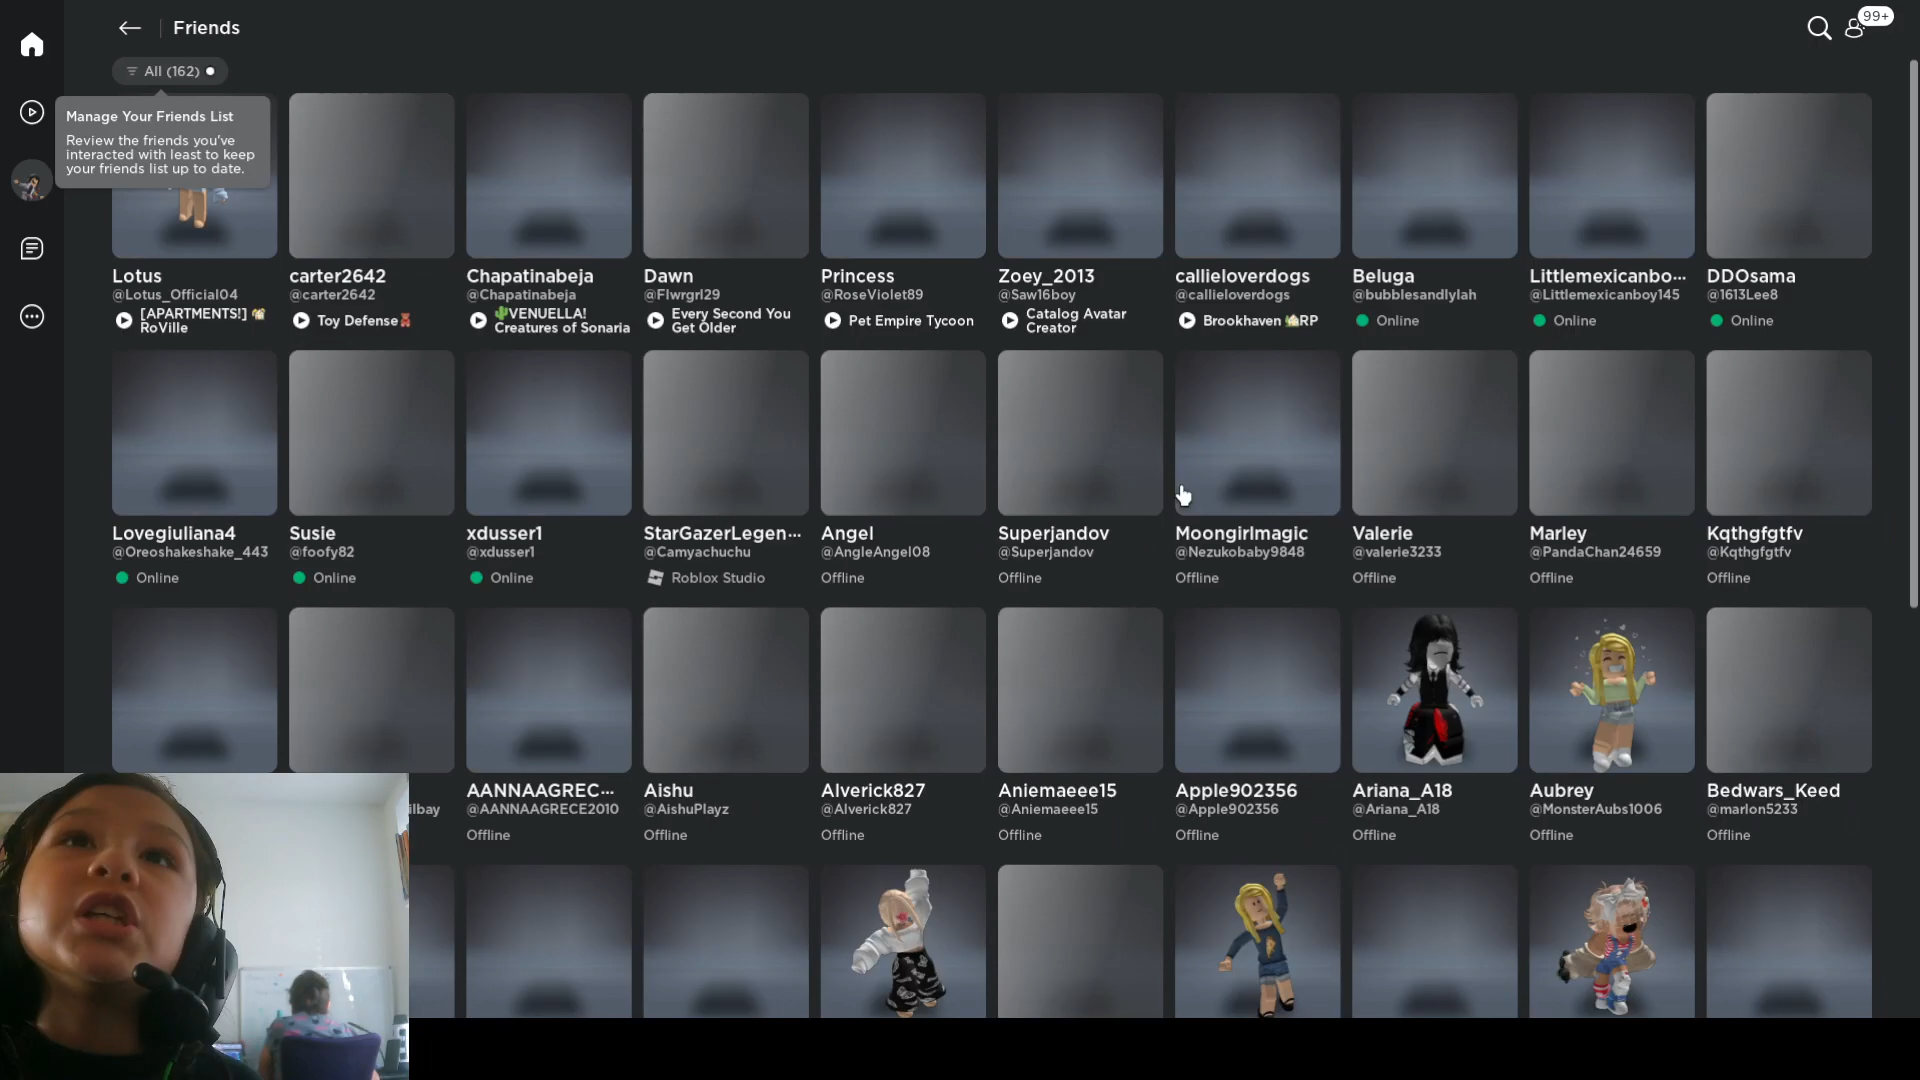 Friends
99+
All (162)
Manage Your Friends List
Review the friends you've
interacted with least to keep
your friends list up to date.
Lotus
@Lotus_Official04
[APARTMENTS!] 🏘️
RoVille
carter2642
@carter2642
Toy Defense🧸
Chapatinabeja
@Chapatinabeja
🌵VENUELLA!
Creatures of Sonaria
Dawn
@Flwrgrl29
Every Second You
Get Older
Princess
@RoseViolet89
Pet Empire Tycoon
Zoey_2013
@Saw16boy
Catalog Avatar
Creator
callieloverdogs
@callieloverdogs
Brookhaven 🏡RP
Beluga
@bubblesandlylah
Online
Littlemexicanbo...
@Littlemexicanboy145
Online
DDOsama
@1613Lee8
Online
Lovegiuliana4
@Oreoshakeshake_443
Online
Susie
@foofy82
Online
xdusser1
@xdusser1
Online
StarGazerLegen...
@Camyachuchu
Roblox Studio
Angel
@AngleAngel08
Offline
Superjandov
@Superjandov
Offline
Moongirlmagic
@Nezukobaby9848
Offline
Valerie
@valerie3233
Offline
Marley
@PandaChan24659
Offline
Kqthgfgtfv
@Kqthgfgtfv
Offline
ilbay
AANNAAGREC...
@AANNAAGRECE2010
Offline
Aishu
@AishuPlayz
Offline
Alverick827
@Alverick827
Offline
Aniemaeee15
@Aniemaeee15
Offline
Apple902356
@Apple902356
Offline
Ariana_A18
@Ariana_A18
Offline
Aubrey
@MonsterAubs1006
Offline
Bedwars_Keed
@marlon5233
Offline